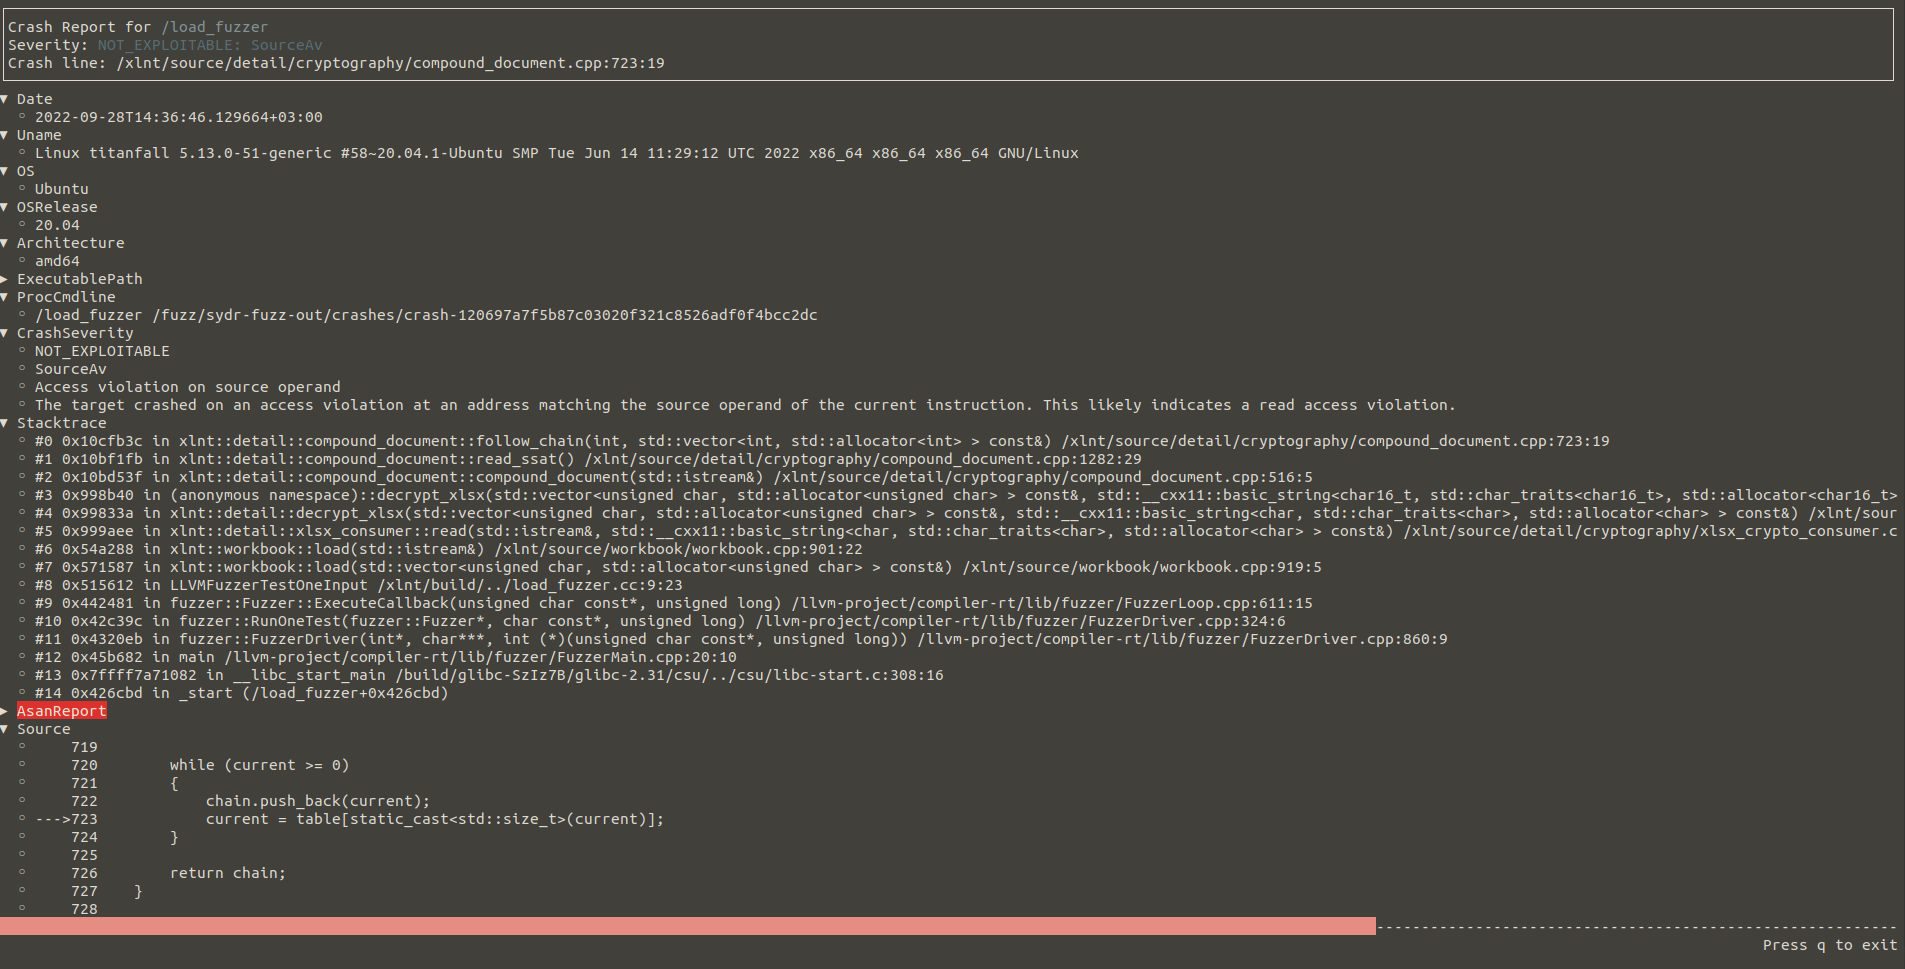 Crash Report for /load_fuzzer
Severity: NOT_EXPLOITABLE: SourceAv
Crash line: /xlnt/source/detail/cryptography/compound_document.cpp:723:19
▼ Date
◦ 2022-09-28T14:36:46.129664+03:00
▼ Uname
◦ Linux titanfall 5.13.0-51-generic #58~20.04.1-Ubuntu SMP Tue Jun 14 11:29:12 UTC 2022 x86_64 x86_64 x86_64 GNU/Linux
▼ OS
◦ Ubuntu
▼ OSRelease
◦ 20.04
▼ Architecture
◦ amd64
▶ ExecutablePath
▼ ProcCmdline
◦ /load_fuzzer /fuzz/sydr-fuzz-out/crashes/crash-120697a7f5b87c03020f321c8526adf0f4bcc2dc
▼ CrashSeverity
◦ NOT_EXPLOITABLE
◦ SourceAv
◦ Access violation on source operand
◦ The target crashed on an access violation at an address matching the source operand of the current instruction. This likely indicates a read access violation.
▼ Stacktrace
◦ #0 0x10cfb3c in xlnt::detail::compound_document::follow_chain(int, std::vector<int, std::allocator<int> > const&) /xlnt/source/detail/cryptography/compound_document.cpp:723:19
◦ #1 0x10bf1fb in xlnt::detail::compound_document::read_ssat() /xlnt/source/detail/cryptography/compound_document.cpp:1282:29
◦ #2 0x10bd53f in xlnt::detail::compound_document::compound_document(std::istream&) /xlnt/source/detail/cryptography/compound_document.cpp:516:5
◦ #3 0x998b40 in (anonymous namespace)::decrypt_xlsx(std::vector<unsigned char, std::allocator<unsigned char> > const&, std::__cxx11::basic_string<char16_t, std::char_traits<char16_t>, std::allocator<char16_t>
◦ #4 0x99833a in xlnt::detail::decrypt_xlsx(std::vector<unsigned char, std::allocator<unsigned char> > const&, std::__cxx11::basic_string<char, std::char_traits<char>, std::allocator<char> > const&) /xlnt/sour
◦ #5 0x999aee in xlnt::detail::xlsx_consumer::read(std::istream&, std::__cxx11::basic_string<char, std::char_traits<char>, std::allocator<char> > const&) /xlnt/source/detail/cryptography/xlsx_crypto_consumer.c
◦ #6 0x54a288 in xlnt::workbook::load(std::istream&) /xlnt/source/workbook/workbook.cpp:901:22
◦ #7 0x571587 in xlnt::workbook::load(std::vector<unsigned char, std::allocator<unsigned char> > const&) /xlnt/source/workbook/workbook.cpp:919:5
◦ #8 0x515612 in LLVMFuzzerTestOneInput /xlnt/build/../load_fuzzer.cc:9:23
◦ #9 0x442481 in fuzzer::Fuzzer::ExecuteCallback(unsigned char const*, unsigned long) /llvm-project/compiler-rt/lib/fuzzer/FuzzerLoop.cpp:611:15
◦ #10 0x42c39c in fuzzer::RunOneTest(fuzzer::Fuzzer*, char const*, unsigned long) /llvm-project/compiler-rt/lib/fuzzer/FuzzerDriver.cpp:324:6
◦ #11 0x4320eb in fuzzer::FuzzerDriver(int*, char***, int (*)(unsigned char const*, unsigned long)) /llvm-project/compiler-rt/lib/fuzzer/FuzzerDriver.cpp:860:9
◦ #12 0x45b682 in main /llvm-project/compiler-rt/lib/fuzzer/FuzzerMain.cpp:20:10
◦ #13 0x7ffff7a71082 in __libc_start_main /build/glibc-SzIz7B/glibc-2.31/csu/../csu/libc-start.c:308:16
◦ #14 0x426cbd in _start (/load_fuzzer+0x426cbd)
▶ AsanReport
▼ Source
◦ 719
◦ 720 while (current >= 0)
◦ 721 {
◦ 722 chain.push_back(current);
◦ --->723 current = table[static_cast<std::size_t>(current)];
◦ 724 }
◦ 725
◦ 726 return chain;
◦ 727 }
◦ 728
Press q to exit